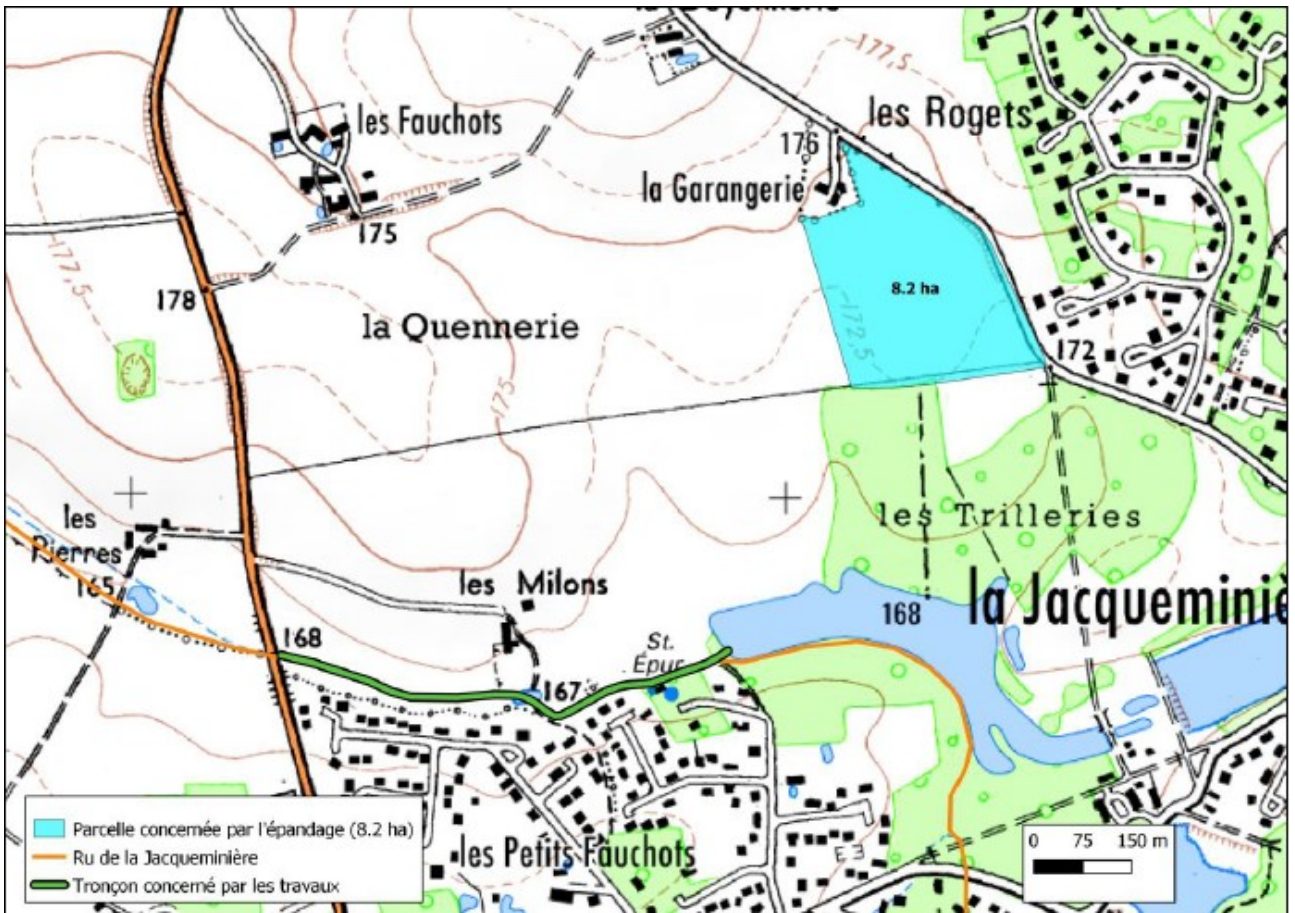 177,5
les Rogets
les Fauchots
176
la Garangerie
175
177,5
178
8.2 ha
la Quennerie
172,5
172
175
les
Pierres
les Trilleries
165
les Milons
168
la Jacqueminiè
168
St.
Épur.
167
les Petits Fauchots
Parcelle concernée par l'épandage (8.2 ha)
Ru de la Jacqueminière
Tronçon concerné par les travaux
0 75 150 m